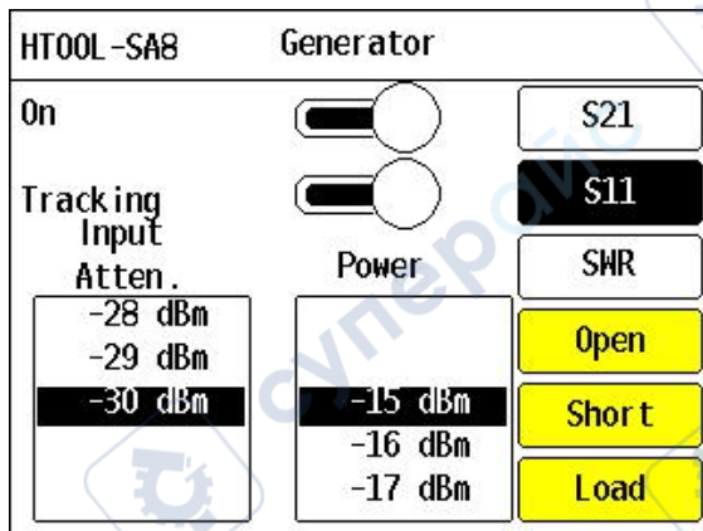 HTOOL-SA8 Generator
On
Tracking
Input
Atten.
Power
-28 dBm
-29 dBm
-30 dBm
-15 dBm
-16 dBm
-17 dBm
S21
S11
SWR
Open
Short
Load
суперайс